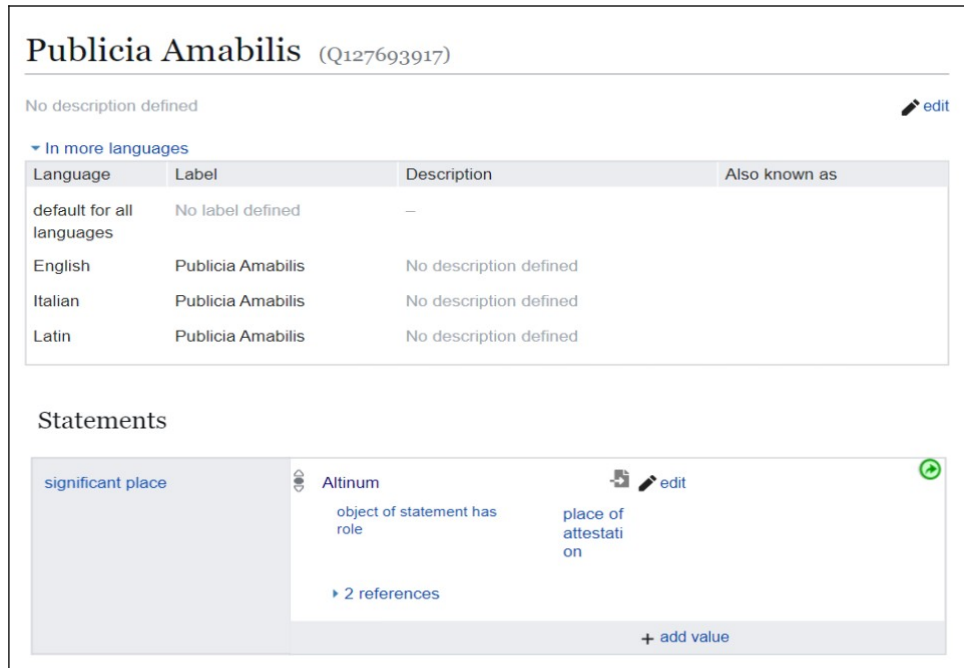 Publicia Amabilis (Q127693917)
No description defined
edit
In more languages
Language Label Description Also known as
default for all
languages
No label defined –
English Publicia Amabilis No description defined
Italian Publicia Amabilis No description defined
Latin Publicia Amabilis No description defined
Statements
significant place
Altinum
edit
object of statement has
role
place of
attestati
on
2 references
+ add value